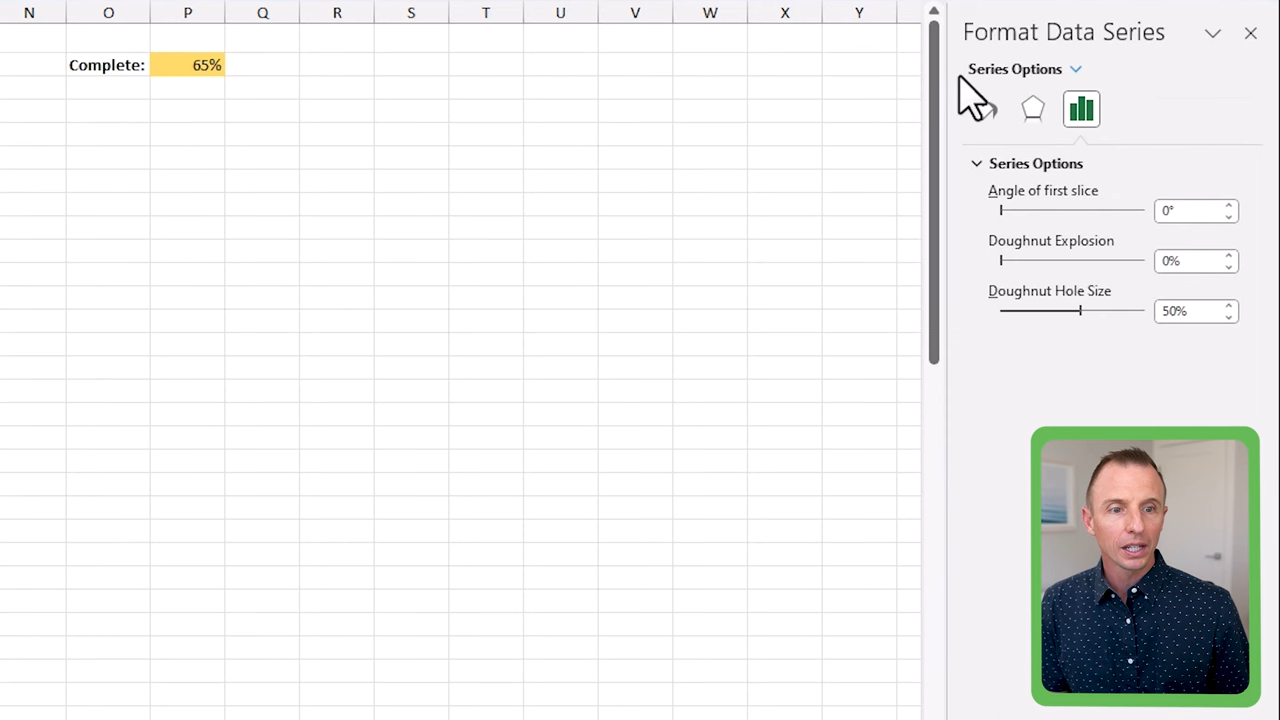 N O P Q R S T U V W X Y
Complete: 65%
Format Data Series
Series Options
Series Options
Angle of first slice
0°
Doughnut Explosion
0%
Doughnut Hole Size
50%